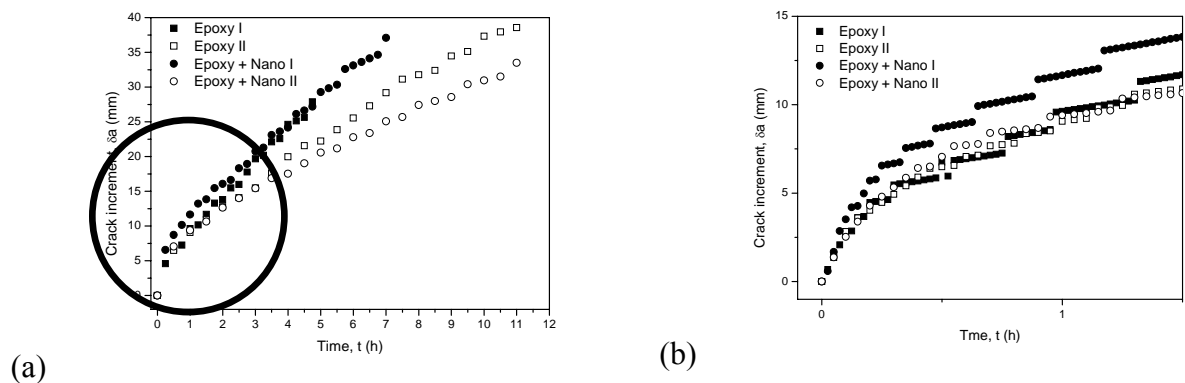 40
35
30
25
20
15
10
5
0
Epoxy I
Epoxy II
Epoxy + Nano I
Epoxy + Nano II
Crack increment, δa (mm)
0 1 2 3 4 5 6 7 8 9 10 11 12
Time, t (h)
(a)
15
10
5
0
Epoxy I
Epoxy II
Epoxy + Nano I
Epoxy + Nano II
Crack increment, δa (mm)
0 1
Tme, t (h)
(b)